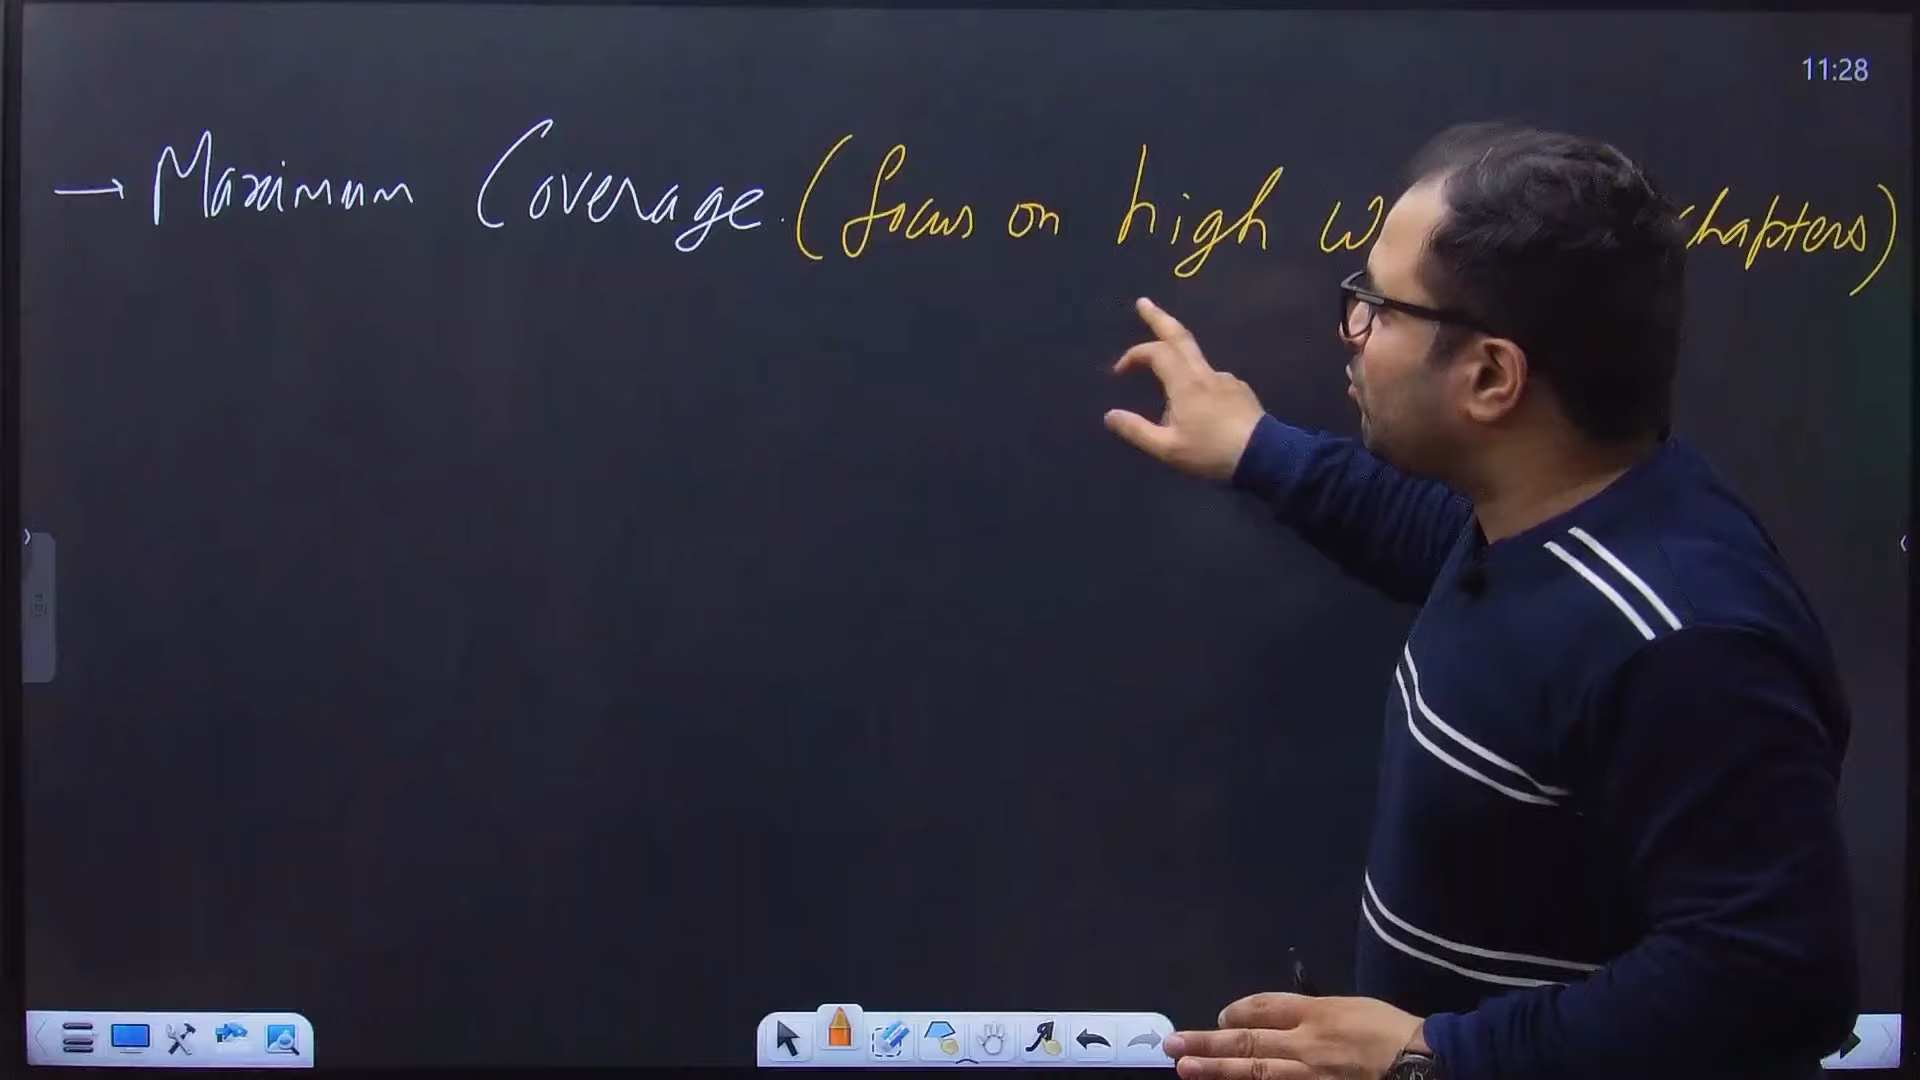 11:28
→ Maximum Coverage (focus on high chapters)